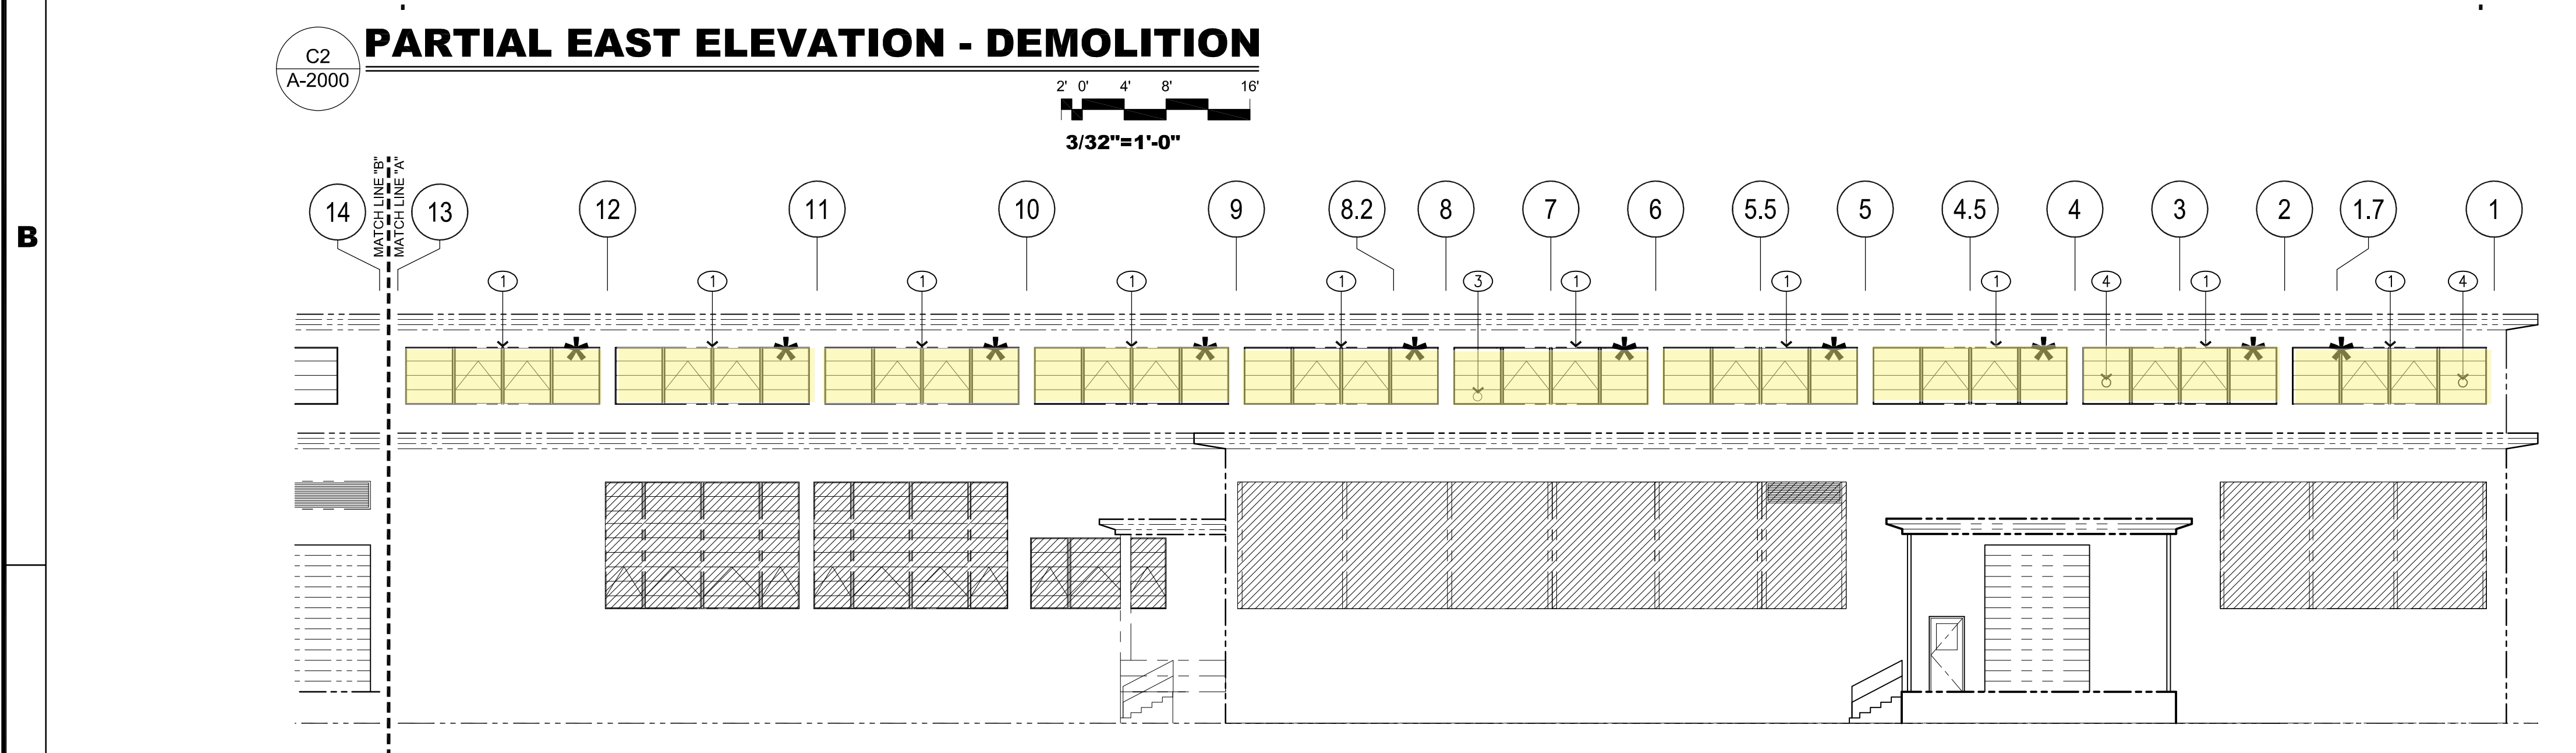 PARTIAL EAST ELEVATION - DEMOLITION
C2
A-2000
2' 0' 4' 8' 16'
3/32"=1'-0"
MATCH LINE "B"
MATCH LINE "A"
B
14 13 12 11 10 9 8.2 8 7 6 5.5 5 4.5 4 3 2 1.7 1
1 1 1 1 1 3 1 1 1 4 1 1 4
* * * * * * * * * *